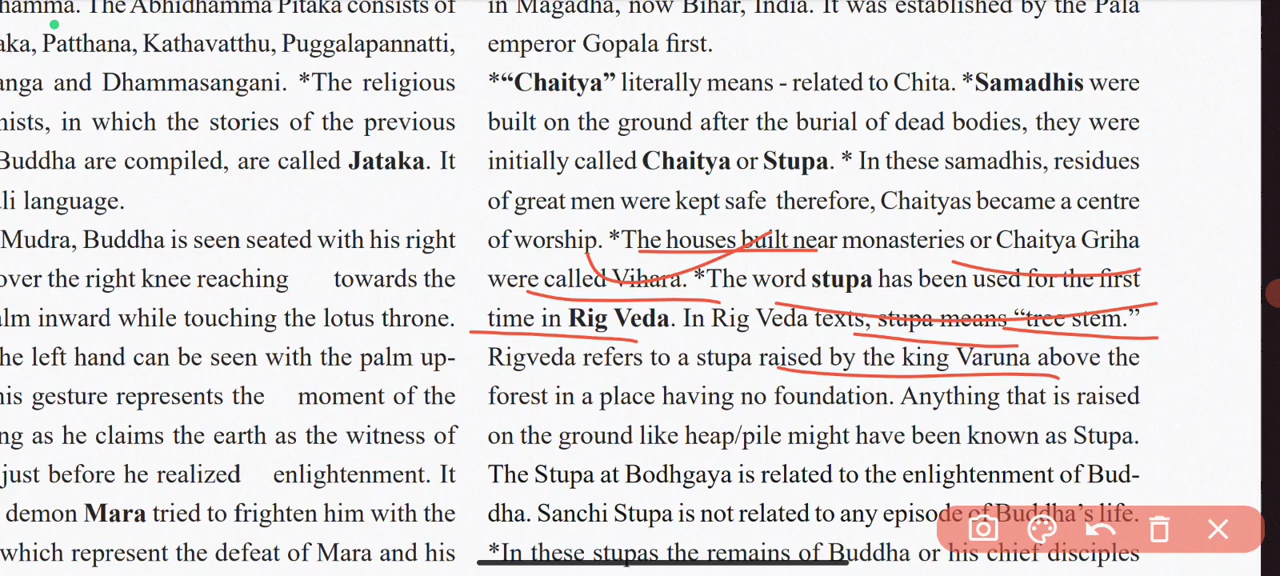 hamma. The Abhidhamma Pitaka consists of
aka, Patthana, Kathavatthu, Puggalapannatti,
anga and Dhammasangani. *The religious
nists, in which the stories of the previous
Buddha are compiled, are called Jataka. It
li language.
Mudra, Buddha is seen seated with his right
over the right knee reaching towards the
alm inward while touching the lotus throne.
he left hand can be seen with the palm up-
his gesture represents the moment of the
ng as he claims the earth as the witness of
just before he realized enlightenment. It
demon Mara tried to frighten him with the
which represent the defeat of Mara and his
in Magadha, now Bihar, India. It was established by the Pala
emperor Gopala first.
*“Chaitya” literally means - related to Chita. *Samadhis were
built on the ground after the burial of dead bodies, they were
initially called Chaitya or Stupa. * In these samadhis, residues
of great men were kept safe therefore, Chaityas became a centre
of worship. *The houses built near monasteries or Chaitya Griha
were called Vihara. *The word stupa has been used for the first
time in Rig Veda. In Rig Veda texts, stupa means “tree stem.”
Rigveda refers to a stupa raised by the king Varuna above the
forest in a place having no foundation. Anything that is raised
on the ground like heap/pile might have been known as Stupa.
The Stupa at Bodhgaya is related to the enlightenment of Bud-
dha. Sanchi Stupa is not related to any episode of Buddha’s life.
*In these stupas the remains of Buddha or his chief disciples